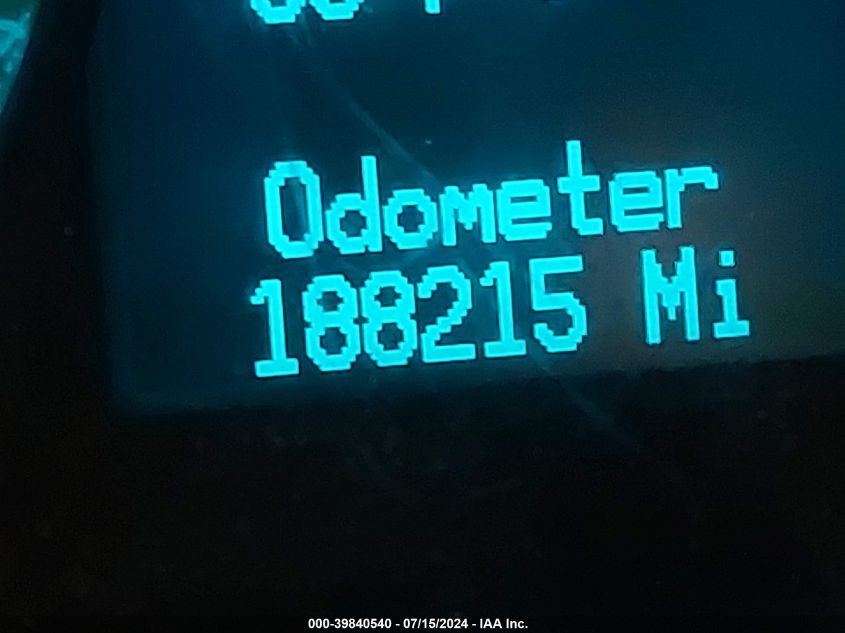 Odometer
188215 Mi
000-39840540 - 07/15/2024 - IAA Inc.